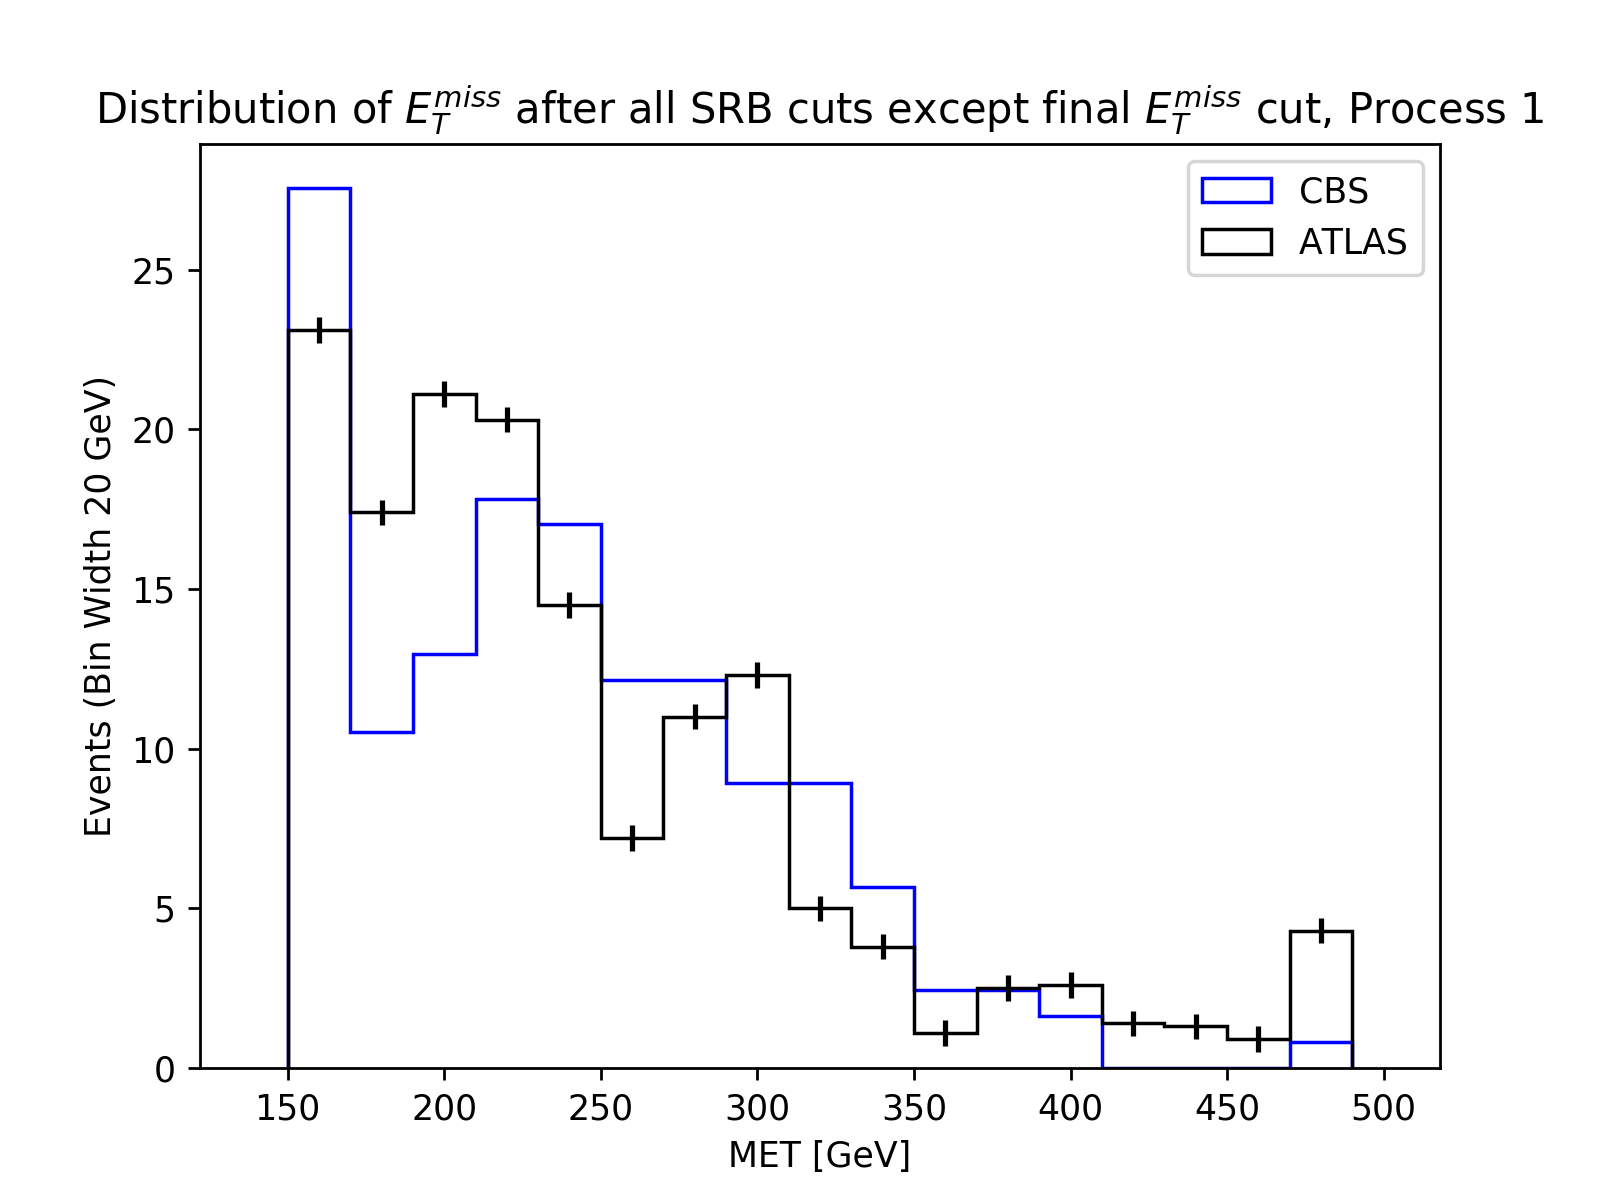 Distribution of E_T^miss after all SRB cuts except final E_T^miss cut, Process 1
CBS
ATLAS
Events (Bin Width 20 GeV)
25
20
15
10
5
0
150 200 250 300 350 400 450 500
MET [GeV]